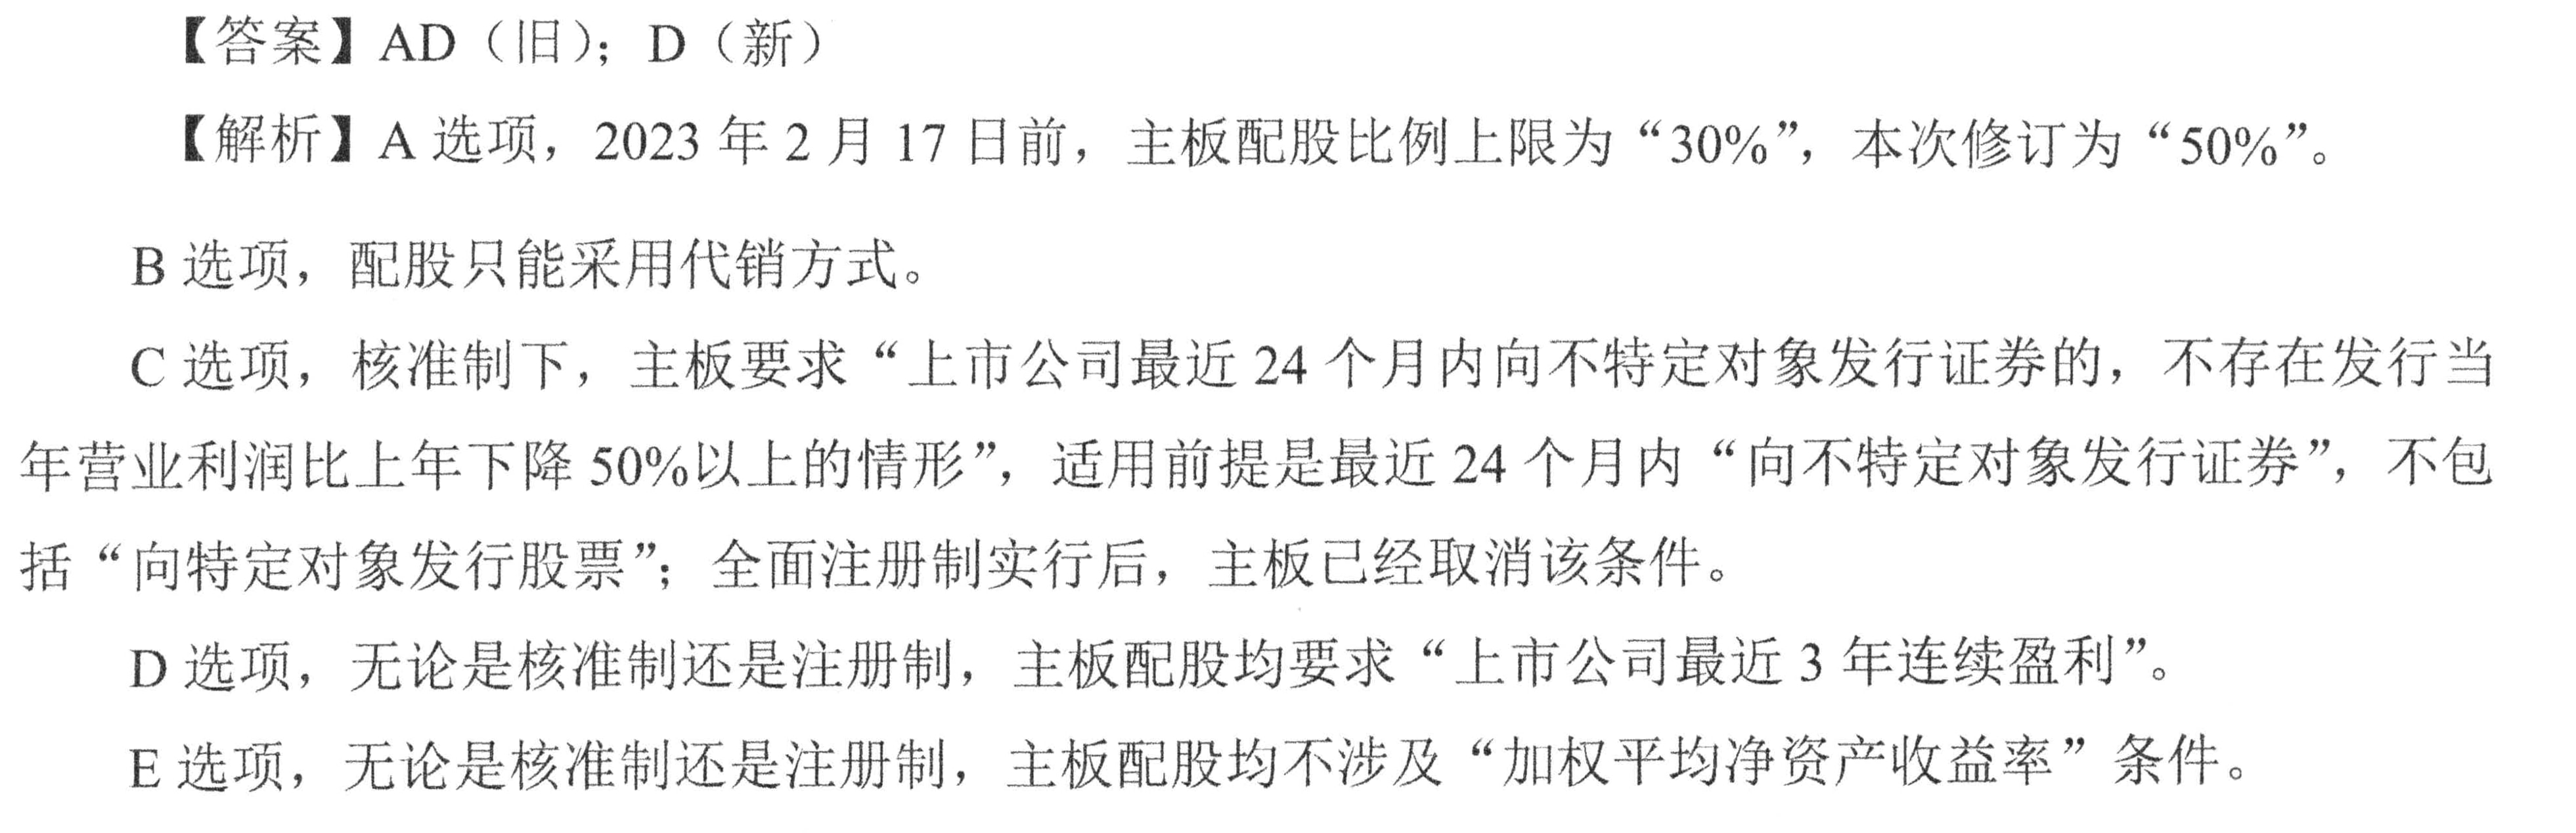 【答案】AD（旧）；D（新）
【解析】A 选项，2023 年 2 月 17 日前，主板配股比例上限为“30%”，本次修订为“50%”。
B 选项，配股只能采用代销方式。
C 选项，核准制下，主板要求“上市公司最近 24 个月内向不特定对象发行证券的，不存在发行当
年营业利润比上年下降 50%以上的情形”，适用前提是最近 24 个月内“向不特定对象发行证券”，不包
括“向特定对象发行股票”；全面注册制实行后，主板已经取消该条件。
D 选项，无论是核准制还是注册制，主板配股均要求“上市公司最近 3 年连续盈利”。
E 选项，无论是核准制还是注册制，主板配股均不涉及“加权平均净资产收益率”条件。